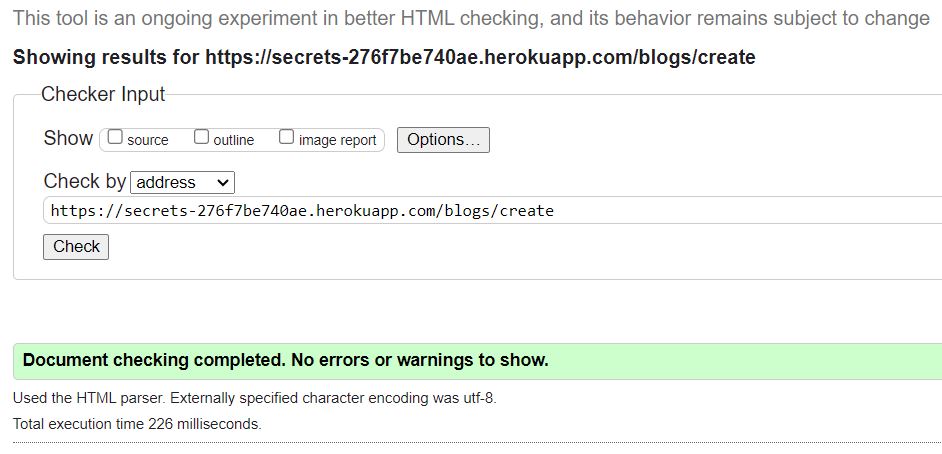 This tool is an ongoing experiment in better HTML checking, and its behavior remains subject to change
Showing results for https://secrets-276f7be740ae.herokuapp.com/blogs/create
Checker Input
Show source outline image report Options...
Check by address
https://secrets-276f7be740ae.herokuapp.com/blogs/create
Check
Document checking completed. No errors or warnings to show.
Used the HTML parser. Externally specified character encoding was utf-8.
Total execution time 226 milliseconds.